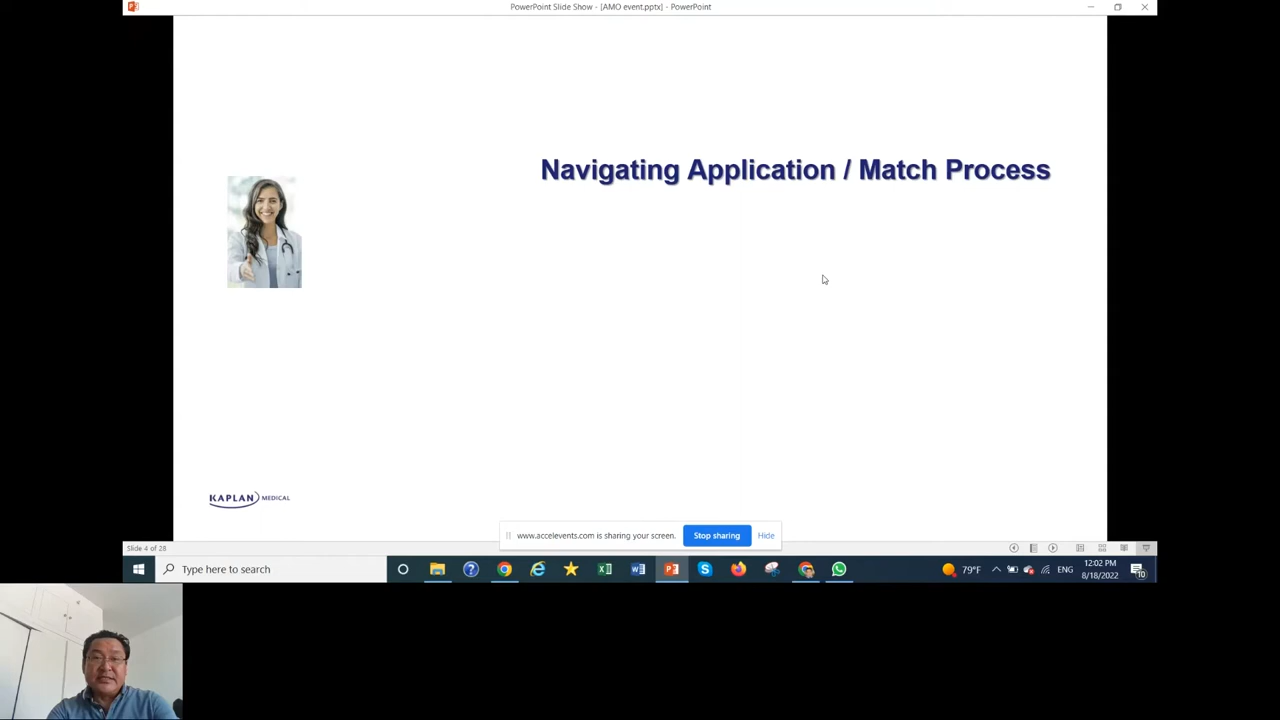 PowerPoint Slide Show - [AMO event.pptx] - PowerPoint
Navigating Application / Match Process
KAPLAN MEDICAL
www.accelevents.com is sharing your screen.
Stop sharing
Hide
Slide 4 of 28
Type here to search
79°F
ENG
12:02 PM
8/18/2022
10